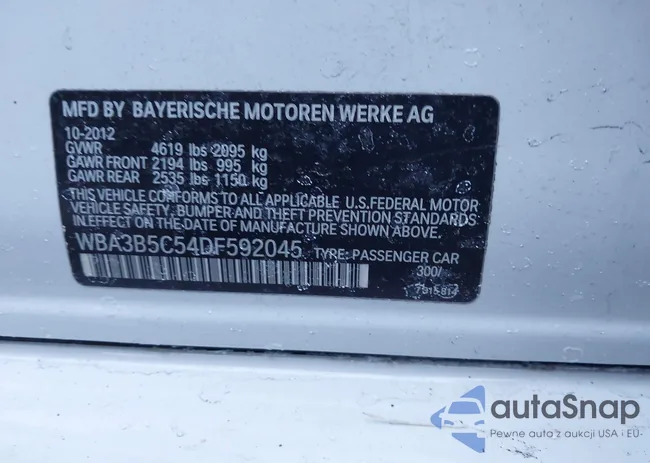 MFD BY BAYERISCHE MOTOREN WERKE AG
10-2012
GVWR 4619 lbs 2095 kg
GAWR FRONT 2194 lbs 995 kg
GAWR REAR 2535 lbs 1150 kg
THIS VEHICLE CONFORMS TO ALL APPLICABLE U.S.FEDERAL MOTOR
VEHICLE SAFETY, BUMPER AND THEFT PREVENTION STANDARDS
IN EFFECT ON THE DATE OF MANUFACTURE SHOWN ABOVE.
WBA3B5C54DF592045 TYPE: PASSENGER CAR
300/
autaSnap
Pewne auta z aukcji USA i EU